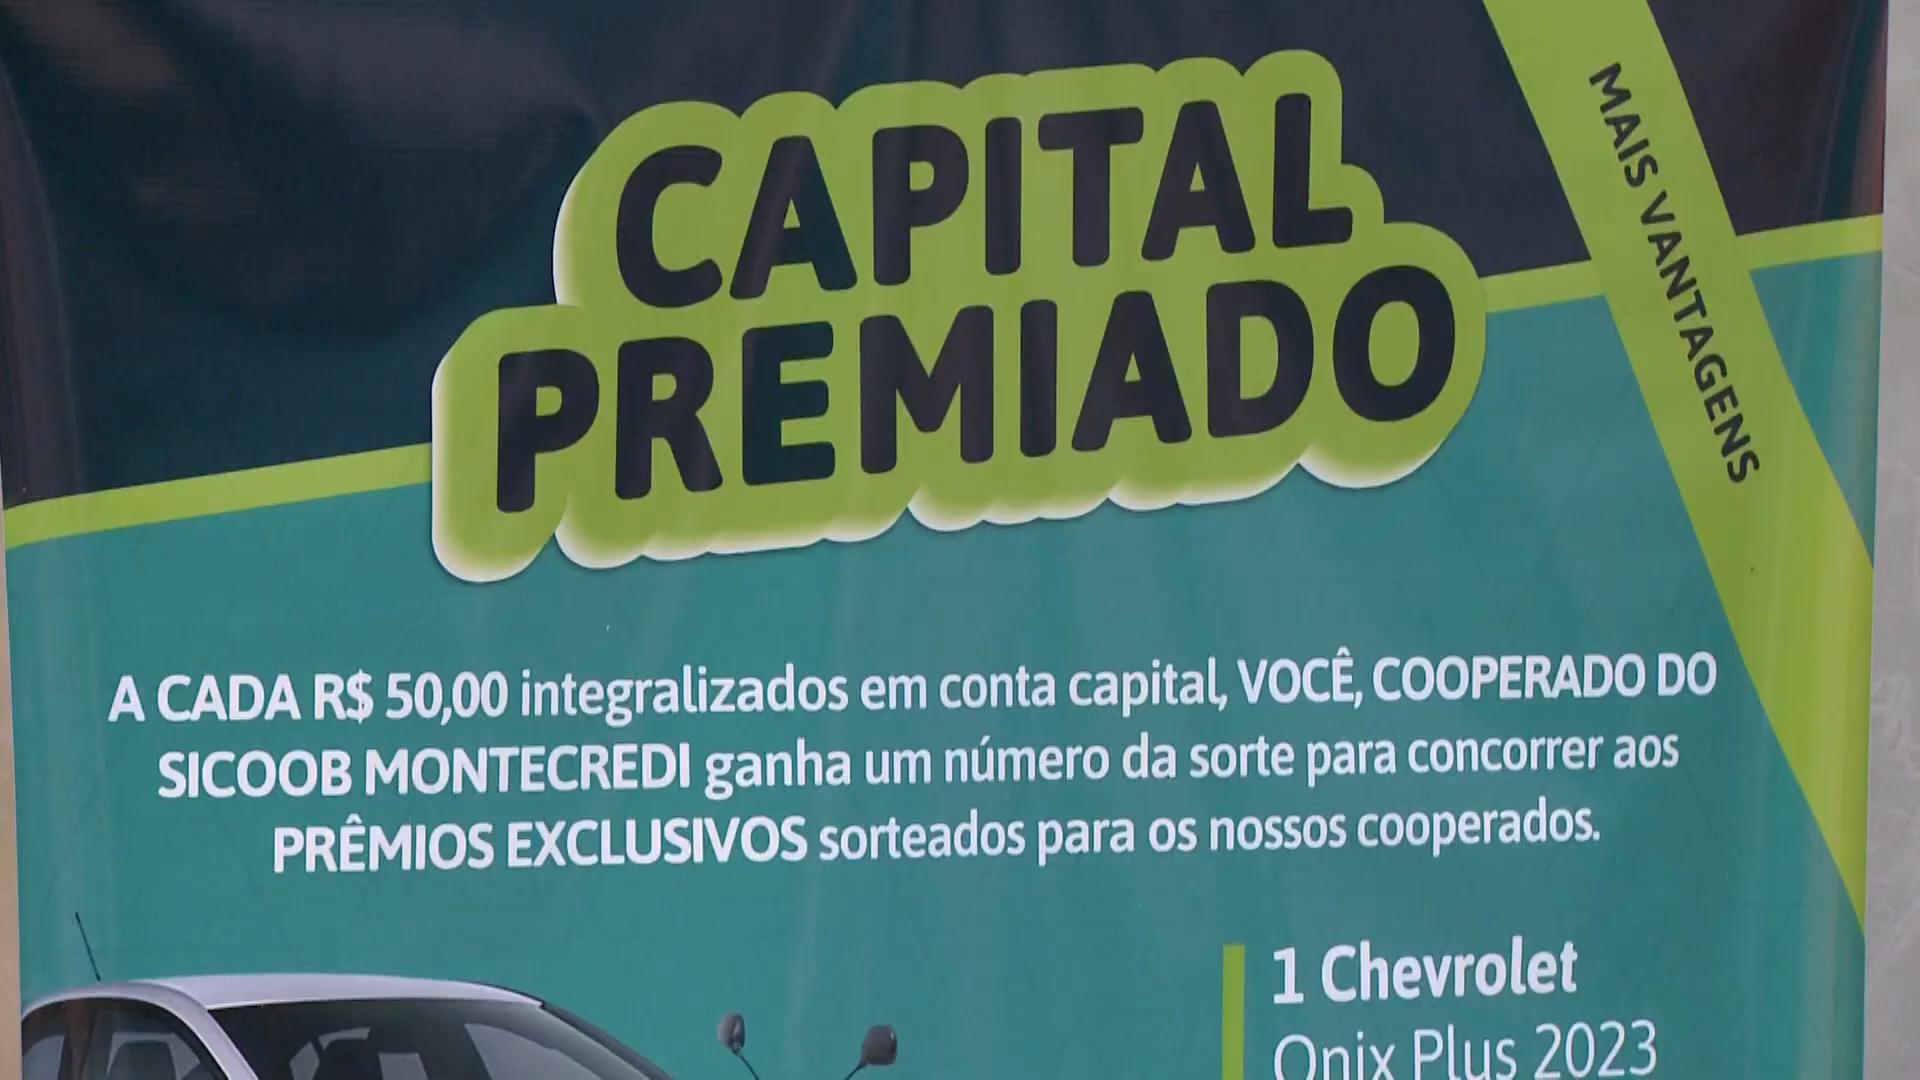 CAPITAL
PREMIADO
MAIS VANTAGENS
A CADA R$ 50,00 integralizados em conta capital, VOCÊ, COOPERADO DO
SICOOB MONTECREDI ganha um número da sorte para concorrer aos
PRÊMIOS EXCLUSIVOS sorteados para os nossos cooperados.
1 Chevrolet
Onix Plus 2023